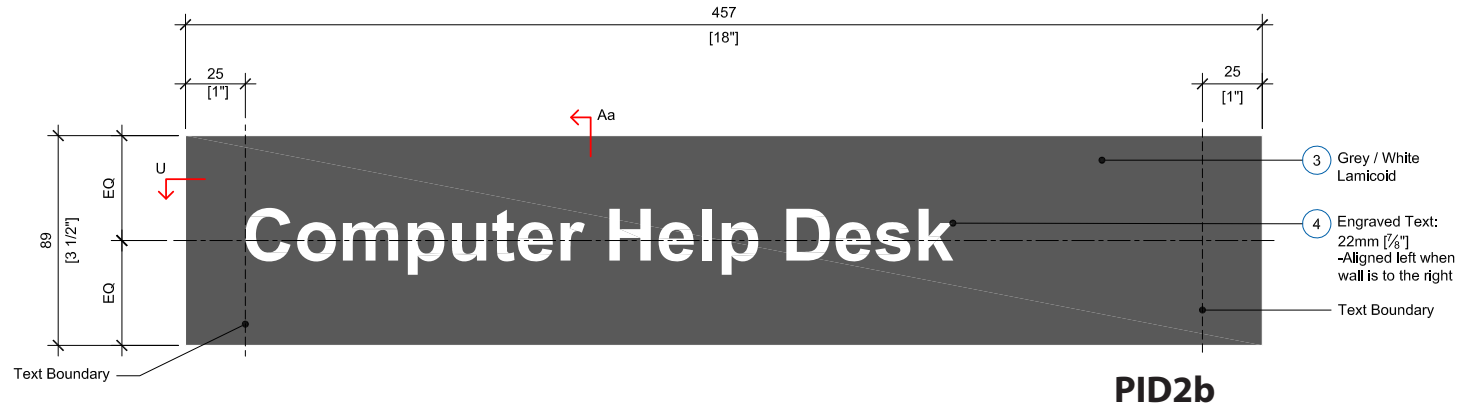 457
[18"]
25
[1"]
25
[1"]
Aa
U
3 Grey / White
Lamicoid
EQ
89
[3 1/2"]
Computer Help Desk
4 Engraved Text:
22mm [⅞"]
-Aligned left when
wall is to the right
EQ
Text Boundary
Text Boundary
PID2b